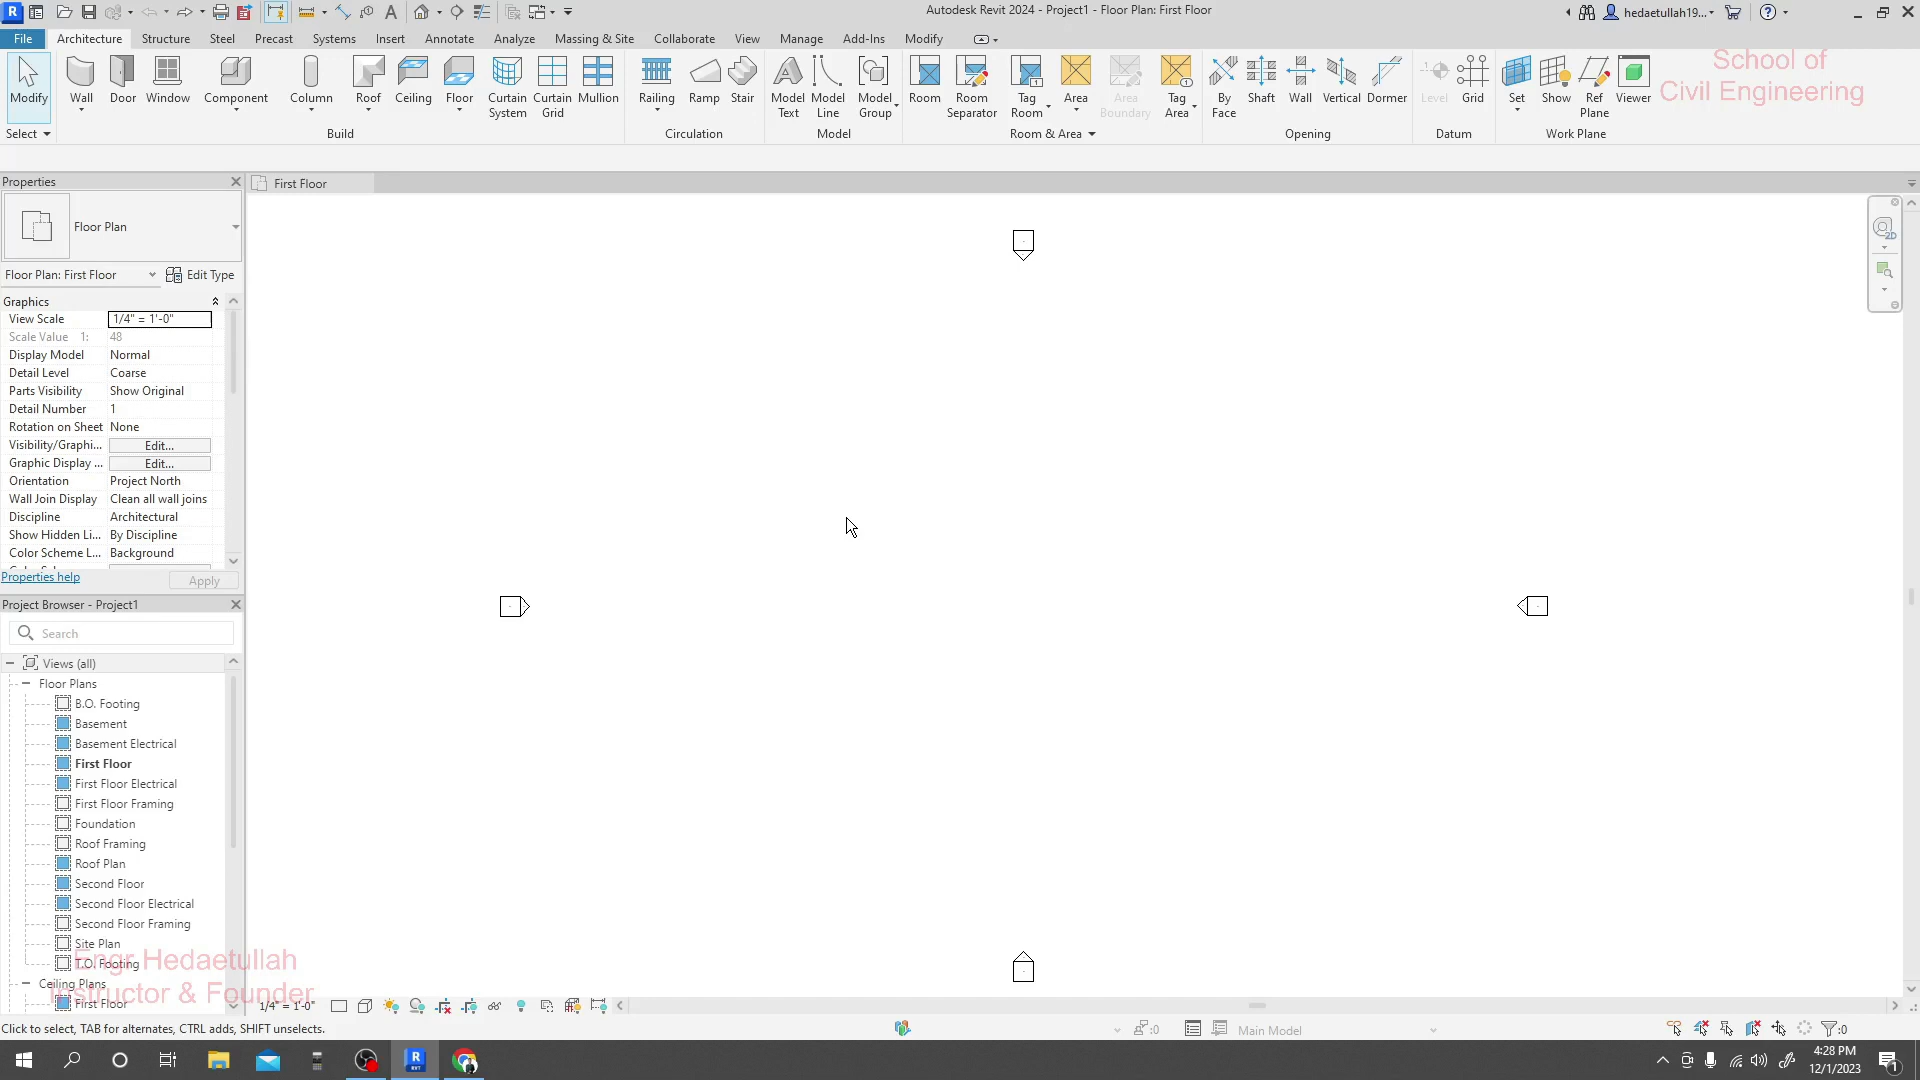 Autodesk Revit 2024 - Project1 - Floor Plan: First Floor
hedaetullah19...
File Architecture Structure Steel Precast Systems Insert Annotate Analyze Massing & Site Collaborate View Manage Add-Ins Modify
School of
Civil Engineering
Modify Wall Door Window Component Column Roof Ceiling Floor Curtain System Curtain Grid Mullion Railing Ramp Stair Model Text Model Line Model Group Room Room Separator Tag Room Area Area Boundary Tag Area By Face Shaft Wall Vertical Dormer Level Grid Set Show Ref Plane Viewer
Select Build Circulation Model Room & Area Opening Datum Work Plane
Properties
First Floor
Floor Plan
Floor Plan: First Floor Edit Type
Graphics
View Scale 1/4" = 1'-0"
Scale Value 1: 48
Display Model Normal
Detail Level Coarse
Parts Visibility Show Original
Detail Number 1
Rotation on Sheet None
Visibility/Graphi... Edit...
Graphic Display ... Edit...
Orientation Project North
Wall Join Display Clean all wall joins
Discipline Architectural
Show Hidden Li... By Discipline
Color Scheme L... Background
Properties help Apply
Project Browser - Project1
Search
Views (all)
Floor Plans
B.O. Footing
Basement
Basement Electrical
First Floor
First Floor Electrical
First Floor Framing
Foundation
Roof Framing
Roof Plan
Second Floor
Second Floor Electrical
Second Floor Framing
Site Plan
T.O. Footing
Engr.Hedaetullah
Ceiling Plans
Instructor & Founder
First Floor
1/4" = 1'-0"
Click to select, TAB for alternates, CTRL adds, SHIFT unselects.
:0
Main Model
:0
4:28 PM
12/1/2023
1